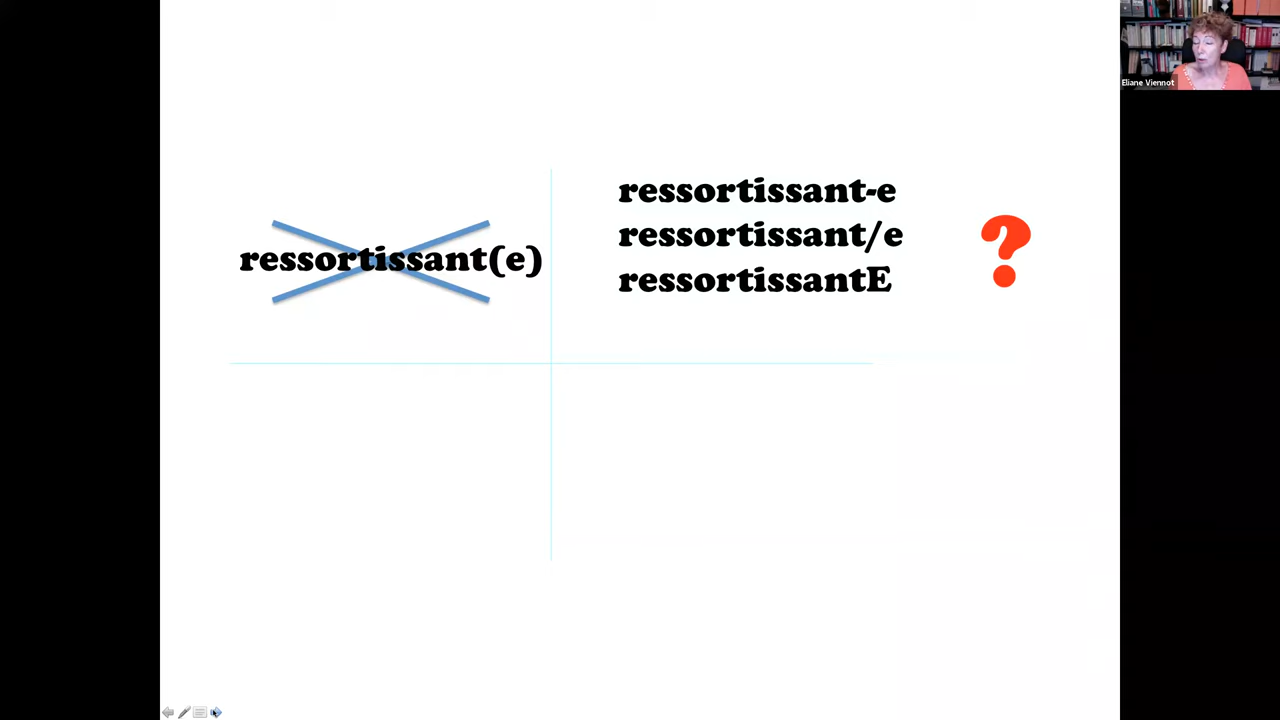 ressortissant(e)
ressortissant-e
ressortissant/e
ressortissantE
?
Eliane Viennot